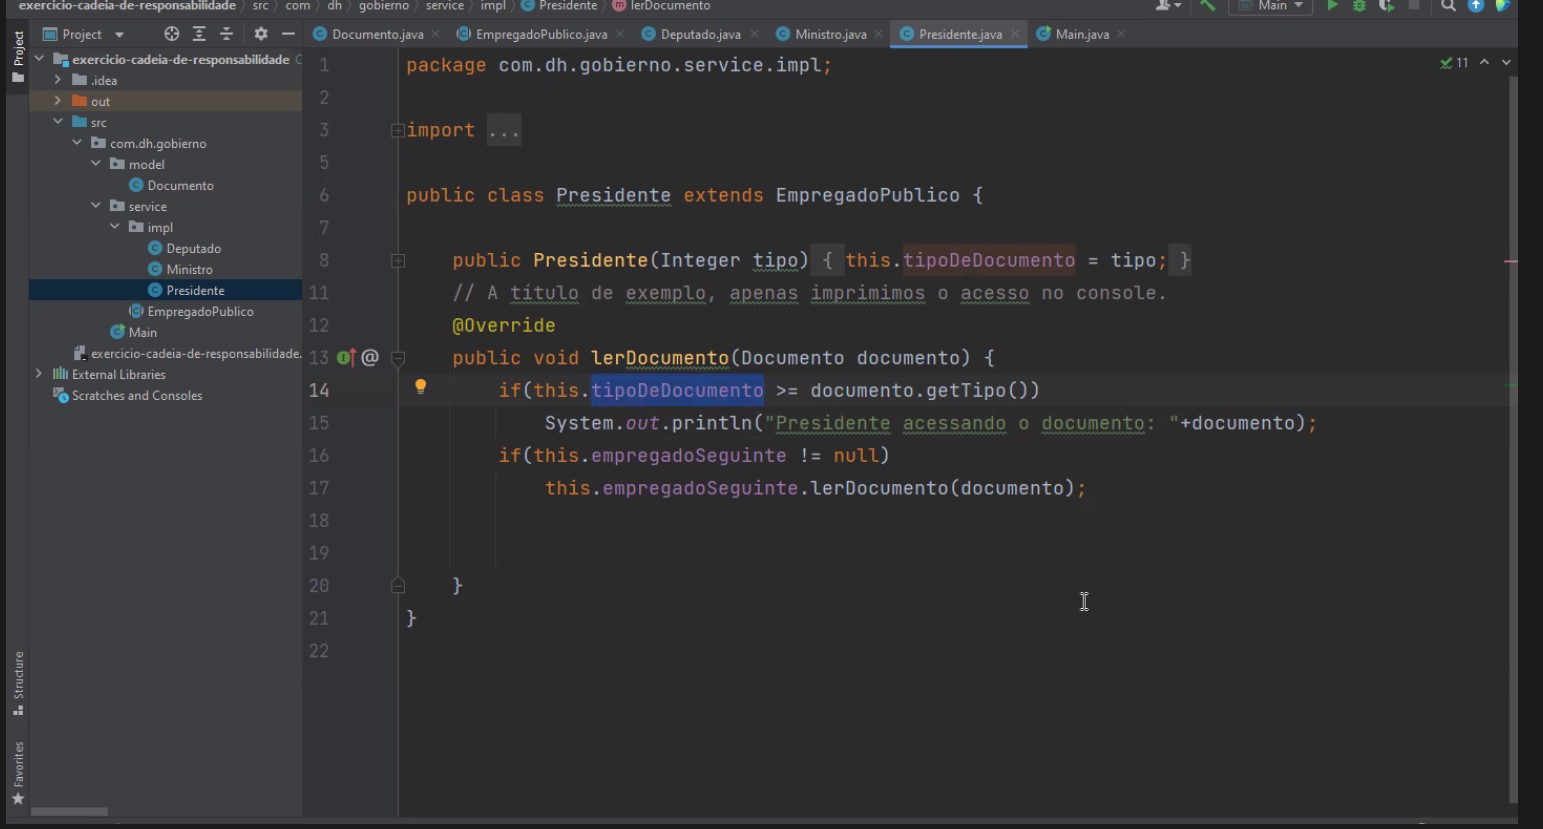 exercicio-cadeia-de-responsabilidade src com dh gobierno service impl Presidente lerDocumento Main
Project
Documento.java EmpregadoPublico.java Deputado.java Ministro.java Presidente.java Main.java
Project
exercicio-cadeia-de-responsabilidade
.idea
out
src
com.dh.gobierno
model
Documento
service
impl
Deputado
Ministro
Presidente
EmpregadoPublico
Main
exercicio-cadeia-de-responsabilidade.
External Libraries
Scratches and Consoles
Structure
Favorites
11
1 package com.dh.gobierno.service.impl;
2
3 import ...
5
6 public class Presidente extends EmpregadoPublico {
7
8 public Presidente(Integer tipo) { this.tipoDeDocumento = tipo; }
11 // A título de exemplo, apenas imprimimos o acesso no console.
12 @Override
13 public void lerDocumento(Documento documento) {
14 if(this.tipoDeDocumento >= documento.getTipo())
15 System.out.println("Presidente acessando o documento: "+documento);
16 if(this.empregadoSeguinte != null)
17 this.empregadoSeguinte.lerDocumento(documento);
18
19
20 }
21 }
22